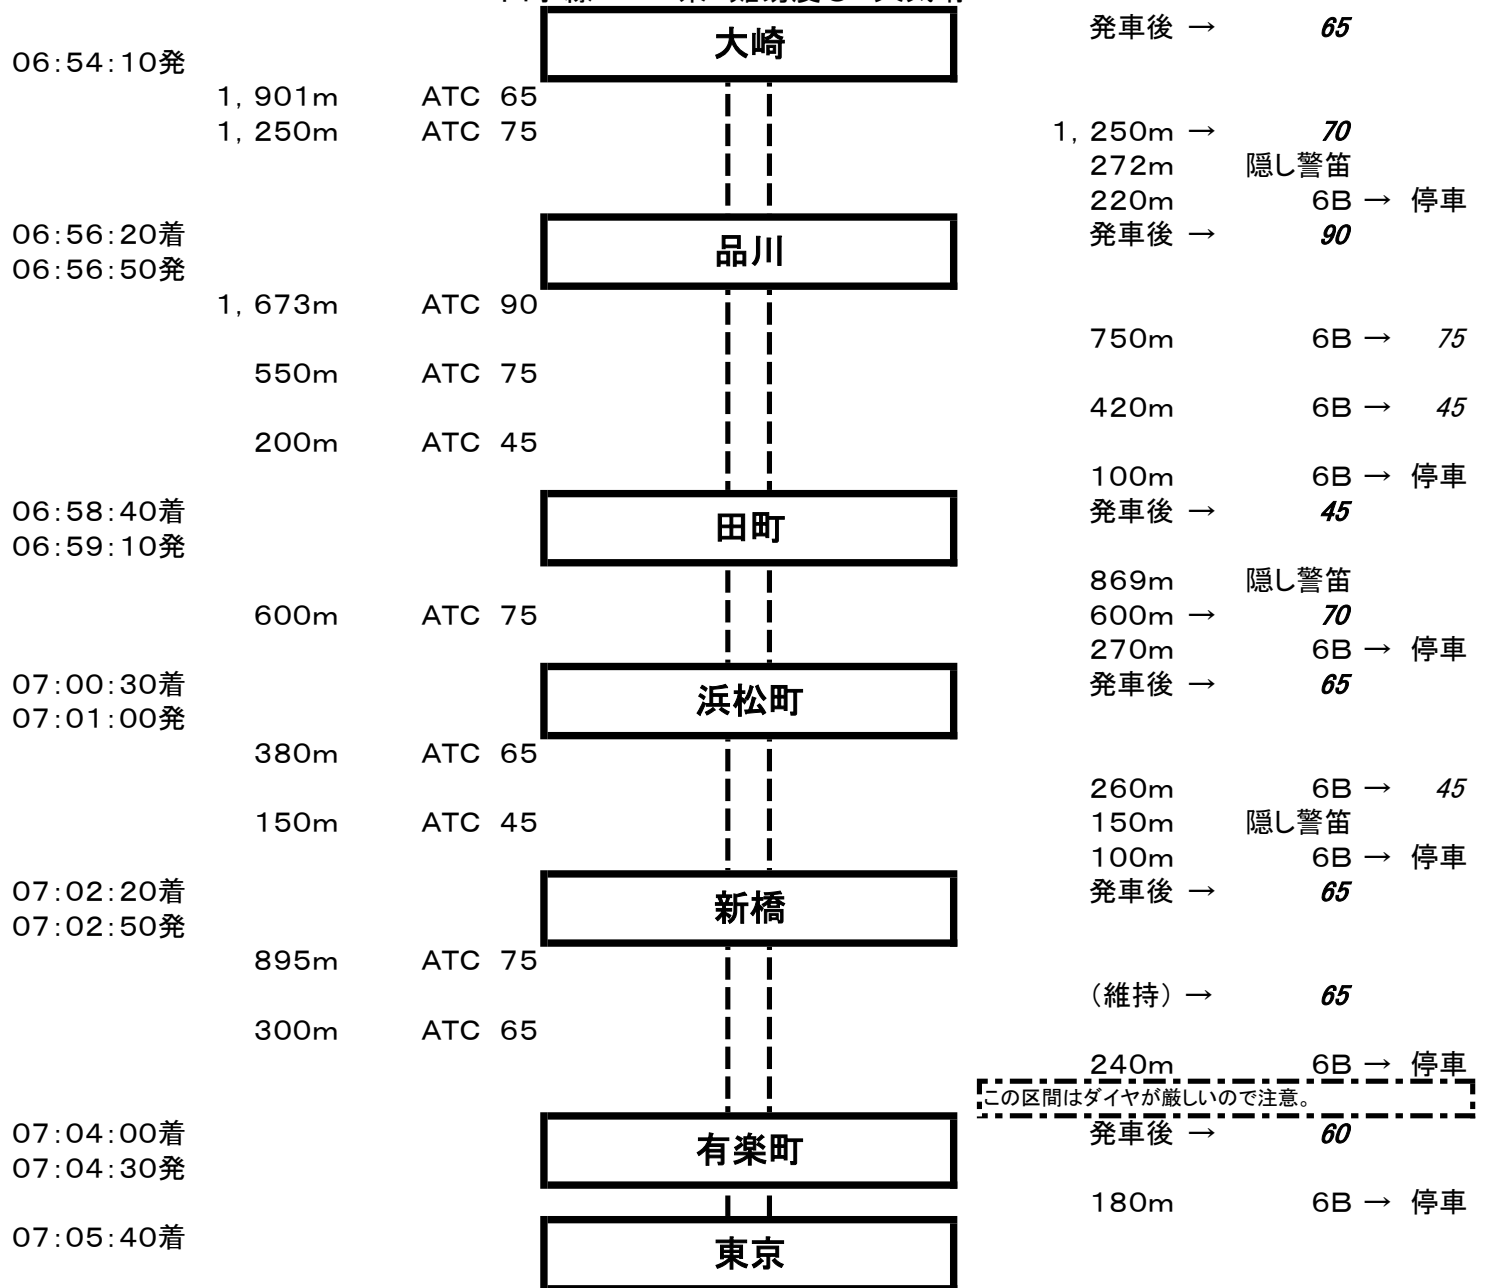 大崎
発車後 → 65
06:54:10発
1,901m ATC 65
1,250m ATC 75 1,250m → 70
272m 隠し警笛
220m 6B → 停車
06:56:20着 品川 発車後 → 90
06:56:50発
1,673m ATC 90
750m 6B → 75
550m ATC 75
420m 6B → 45
200m ATC 45
100m 6B → 停車
06:58:40着 田町 発車後 → 45
06:59:10発
869m 隠し警笛
600m ATC 75 600m → 70
270m 6B → 停車
07:00:30着 浜松町 発車後 → 65
07:01:00発
380m ATC 65
260m 6B → 45
150m ATC 45 150m 隠し警笛
100m 6B → 停車
07:02:20着 新橋 発車後 → 65
07:02:50発
895m ATC 75
(維持) → 65
300m ATC 65
240m 6B → 停車
この区間はダイヤが厳しいので注意。
07:04:00着 有楽町 発車後 → 60
07:04:30発
180m 6B → 停車
07:05:40着 東京